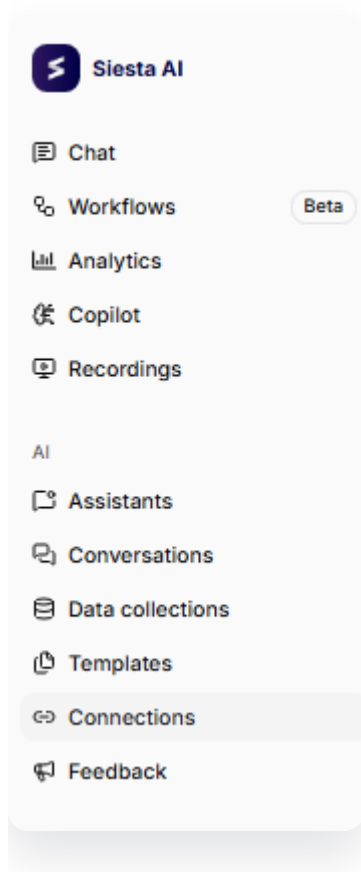 Siesta AI
Chat
Workflows Beta
Analytics
Copilot
Recordings
AI
Assistants
Conversations
Data collections
Templates
Connections
Feedback